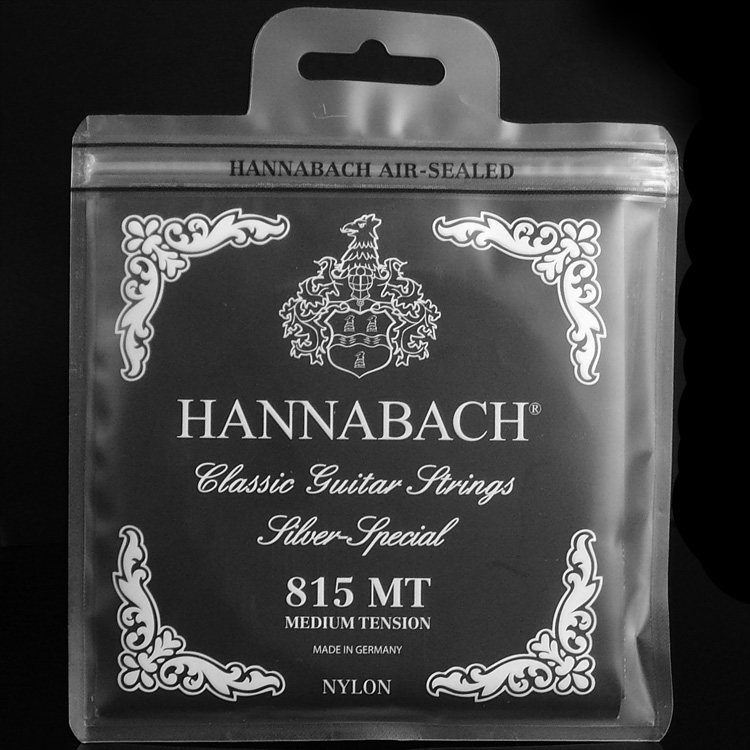 HANNABACH AIR-SEALED
HANNABACH®
Classic Guitar Strings
Silver-Special
815 MT
MEDIUM TENSION
MADE IN GERMANY
NYLON